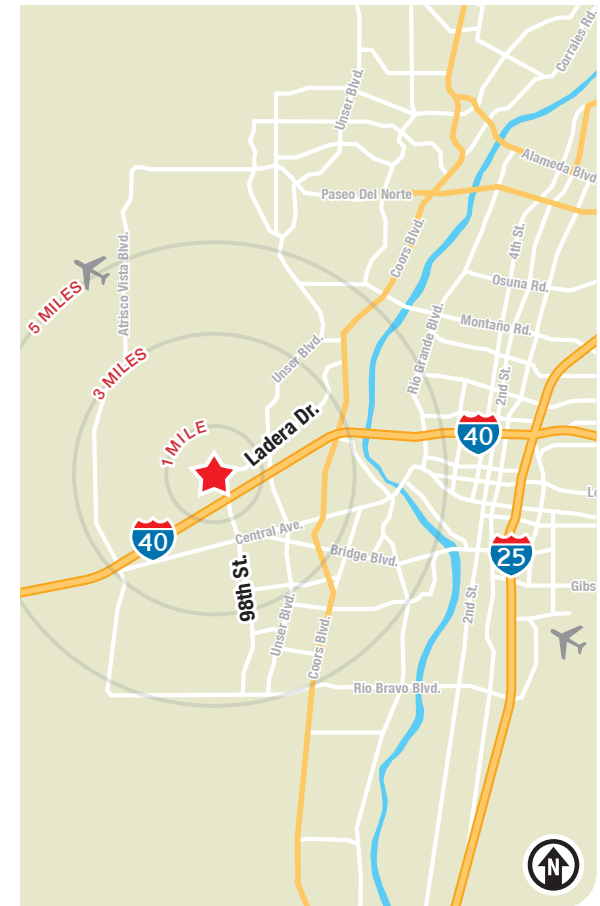 Corrales Rd.
Unser Blvd.
Alameda Blvd
Paseo Del Norte
4th St.
Coors Blvd.
Atrisco Vista Blvd.
5 MILES
Osuna Rd.
Montaño Rd.
Rio Grande Blvd.
3 MILES
Unser Blvd.
2nd St.
1 MILE
Ladera Dr.
40
Central Ave.
40
Bridge Blvd.
25
98th St.
Gibs
Unser Blvd.
2nd St.
Coors Blvd.
Rio Bravo Blvd.
N